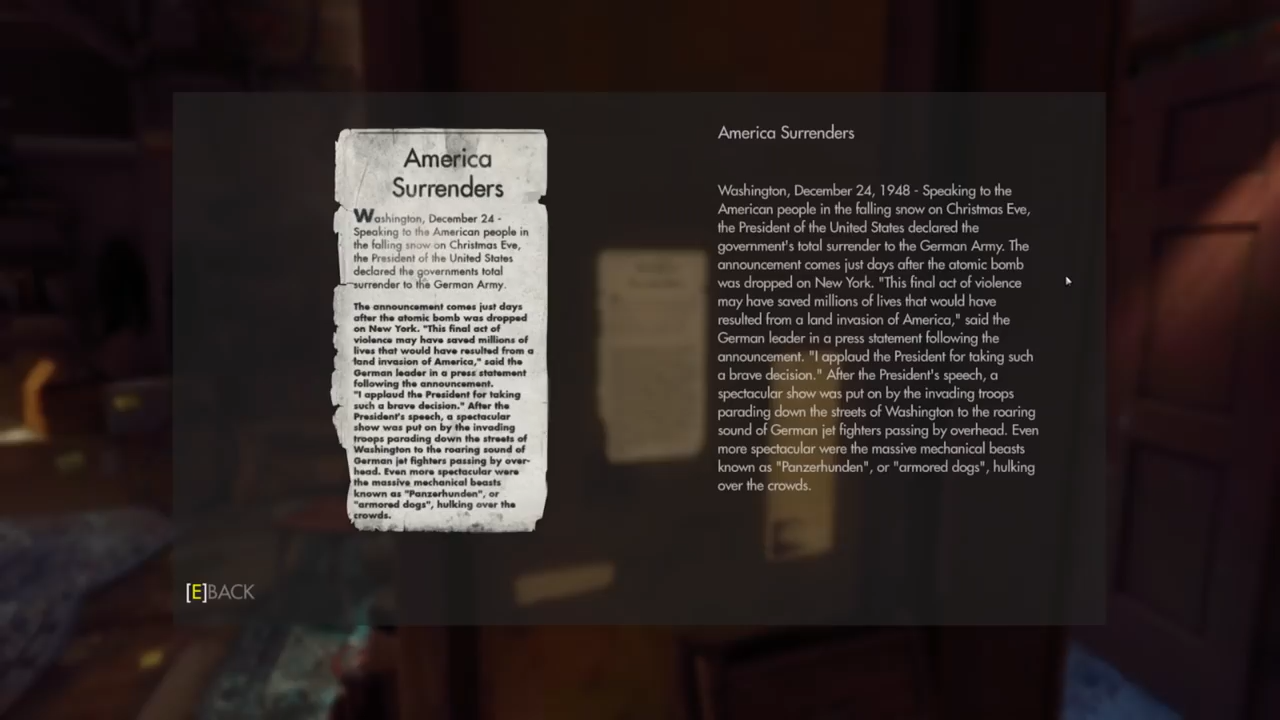 America
Surrenders
Washington, December 24 -
Speaking to the American people in
the falling snow on Christmas Eve,
the President of the United States
declared the governments total
surrender to the German Army.
The announcement comes just days
after the atomic bomb was dropped
on New York. "This final act of
violence may have saved millions of
lives that would have resulted from a
land invasion of America," said the
German leader in a press statement
following the announcement.
"I applaud the President for taking
such a brave decision." After the
President's speech, a spectacular
show was put on by the invading
troops parading down the streets of
Washington to the roaring sound of
German jet fighters passing by over-
head. Even more spectacular were
the massive mechanical beasts
known as "Panzerhunden", or
"armored dogs", hulking over the
crowds.
America Surrenders
Washington, December 24, 1948 - Speaking to the
American people in the falling snow on Christmas Eve,
the President of the United States declared the
government's total surrender to the German Army. The
announcement comes just days after the atomic bomb
was dropped on New York. "This final act of violence
may have saved millions of lives that would have
resulted from a land invasion of America," said the
German leader in a press statement following the
announcement. "I applaud the President for taking such
a brave decision." After the President's speech, a
spectacular show was put on by the invading troops
parading down the streets of Washington to the roaring
sound of German jet fighters passing by overhead. Even
more spectacular were the massive mechanical beasts
known as "Panzerhunden", or "armored dogs", hulking
over the crowds.
[E]BACK